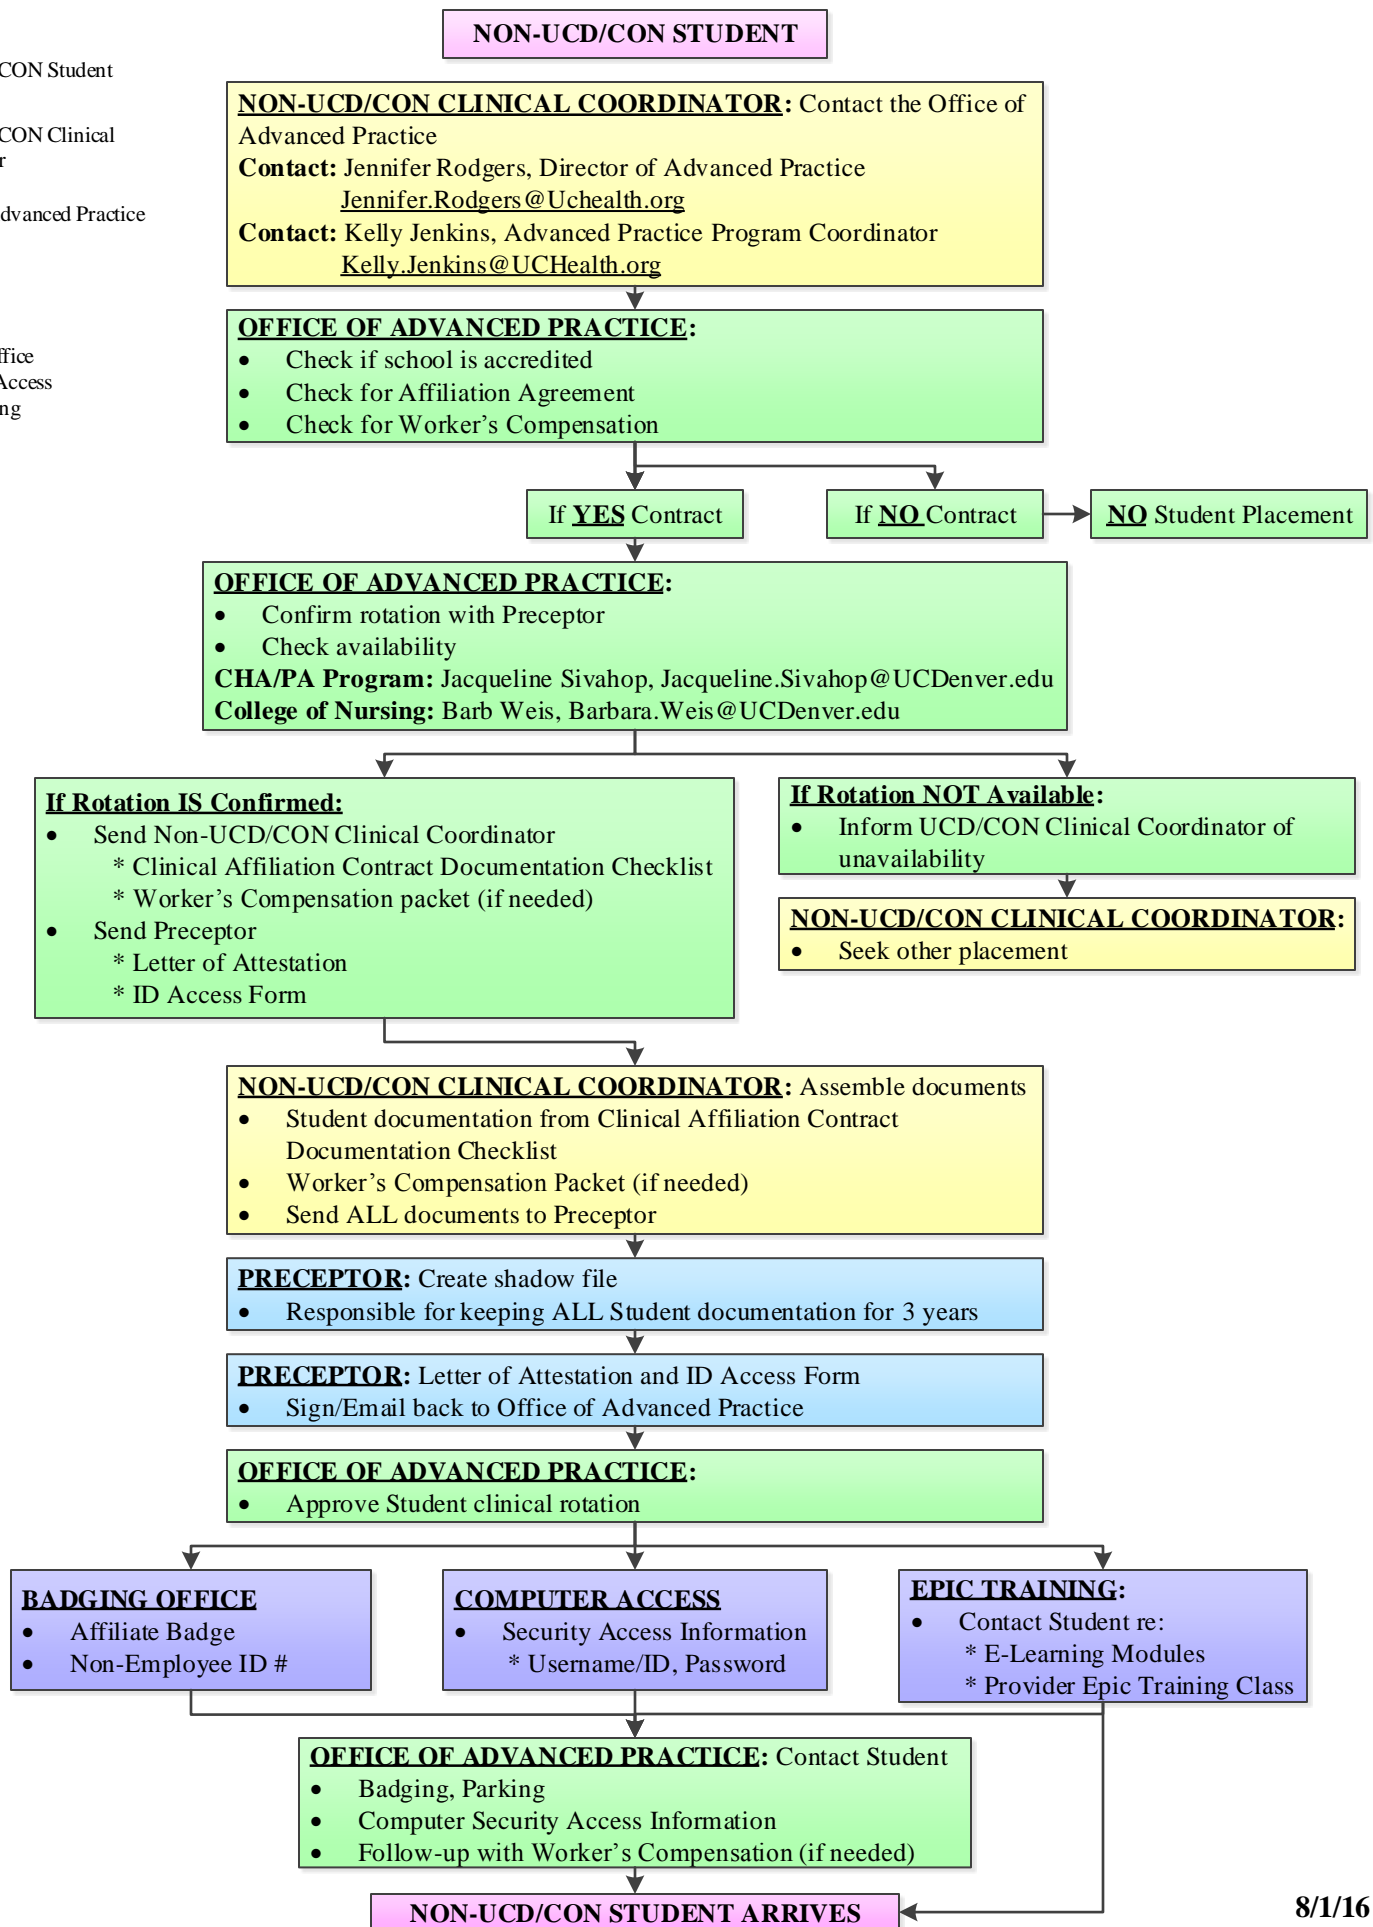 NON-UCD/CON STUDENT
CON Student
CON Clinical
r
dvanced Practice
ffice
Access
ng
NON-UCD/CON CLINICAL COORDINATOR: Contact the Office of
Advanced Practice
Contact: Jennifer Rodgers, Director of Advanced Practice
Jennifer.Rodgers@Uchealth.org
Contact: Kelly Jenkins, Advanced Practice Program Coordinator
Kelly.Jenkins@UCHealth.org
OFFICE OF ADVANCED PRACTICE:
• Check if school is accredited
• Check for Affiliation Agreement
• Check for Worker’s Compensation
If YES Contract
If NO Contract
NO Student Placement
OFFICE OF ADVANCED PRACTICE:
• Confirm rotation with Preceptor
• Check availability
CHA/PA Program: Jacqueline Sivahop, Jacqueline.Sivahop@UCDenver.edu
College of Nursing: Barb Weis, Barbara.Weis@UCDenver.edu
If Rotation IS Confirmed:
• Send Non-UCD/CON Clinical Coordinator
* Clinical Affiliation Contract Documentation Checklist
* Worker’s Compensation packet (if needed)
• Send Preceptor
* Letter of Attestation
* ID Access Form
If Rotation NOT Available:
• Inform UCD/CON Clinical Coordinator of
unavailability
NON-UCD/CON CLINICAL COORDINATOR:
• Seek other placement
NON-UCD/CON CLINICAL COORDINATOR: Assemble documents
• Student documentation from Clinical Affiliation Contract
Documentation Checklist
• Worker’s Compensation Packet (if needed)
• Send ALL documents to Preceptor
PRECEPTOR: Create shadow file
• Responsible for keeping ALL Student documentation for 3 years
PRECEPTOR: Letter of Attestation and ID Access Form
• Sign/Email back to Office of Advanced Practice
OFFICE OF ADVANCED PRACTICE:
• Approve Student clinical rotation
BADGING OFFICE
• Affiliate Badge
• Non-Employee ID #
COMPUTER ACCESS
• Security Access Information
* Username/ID, Password
EPIC TRAINING:
• Contact Student re:
* E-Learning Modules
* Provider Epic Training Class
OFFICE OF ADVANCED PRACTICE: Contact Student
• Badging, Parking
• Computer Security Access Information
• Follow-up with Worker’s Compensation (if needed)
NON-UCD/CON STUDENT ARRIVES
8/1/16